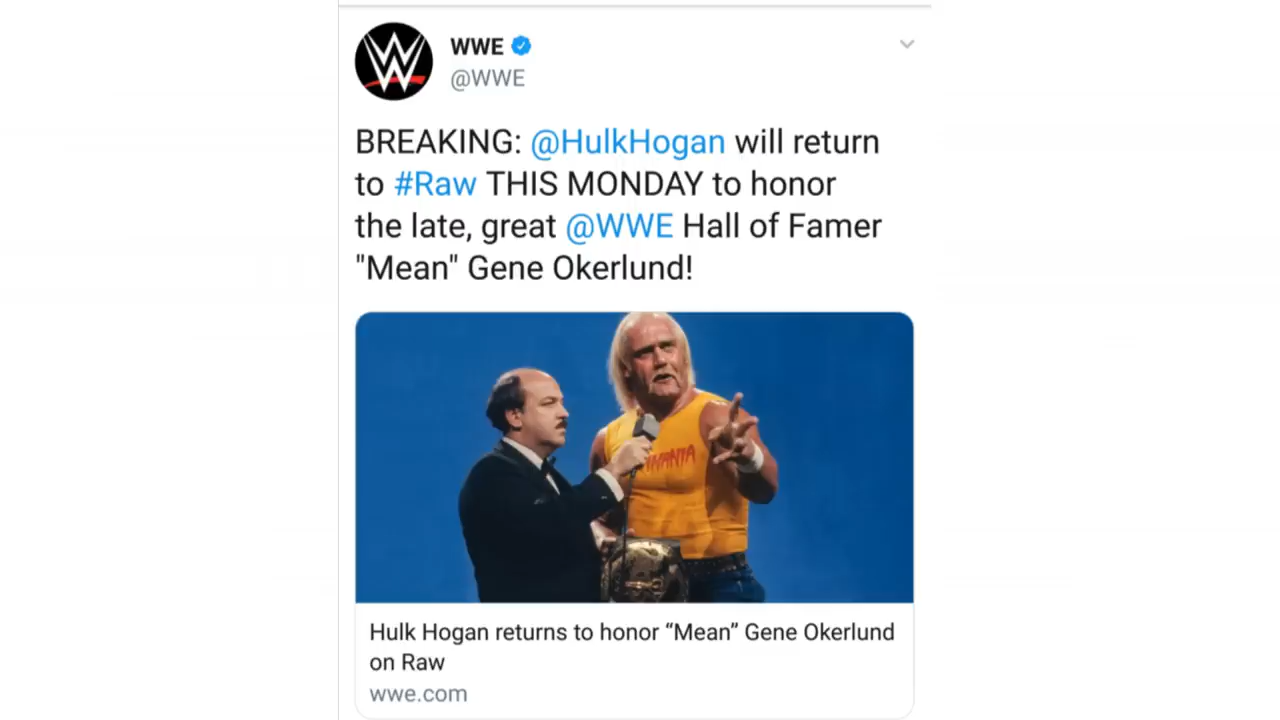 WWE
@WWE
BREAKING: @HulkHogan will return
to #Raw THIS MONDAY to honor
the late, great @WWE Hall of Famer
"Mean" Gene Okerlund!
MANIA
Hulk Hogan returns to honor “Mean” Gene Okerlund
on Raw
wwe.com